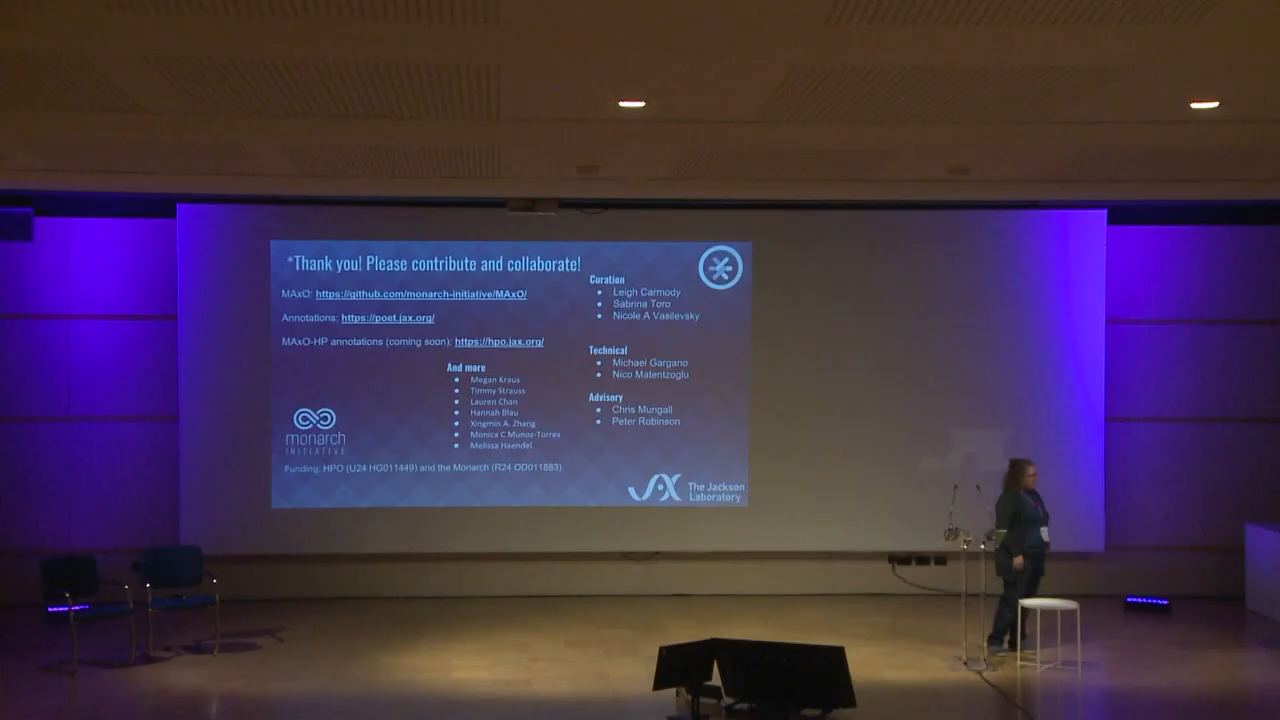 *Thank you! Please contribute and collaborate!
MAxO: https://github.com/monarch-initiative/MAxO/
Annotations: https://poet.jax.org/
MAxO-HP annotations (coming soon): https://hpo.jax.org/
Curation
• Leigh Carmody
• Sabrina Toro
• Nicole A Vasilevsky
Technical
• Michael Gargano
• Nico Matentzoglu
Advisory
• Chris Mungall
• Peter Robinson
And more
• Megan Kraus
• Timmy Strauss
• Lauren Chan
• Hannah Blau
• Xingmin A. Zhang
• Monica C Munoz-Torres
• Melissa Haendel
monarch
INITIATIVE
Funding: HPO (U24 HG011449) and the Monarch (R24 OD011883).
JAX The Jackson
Laboratory